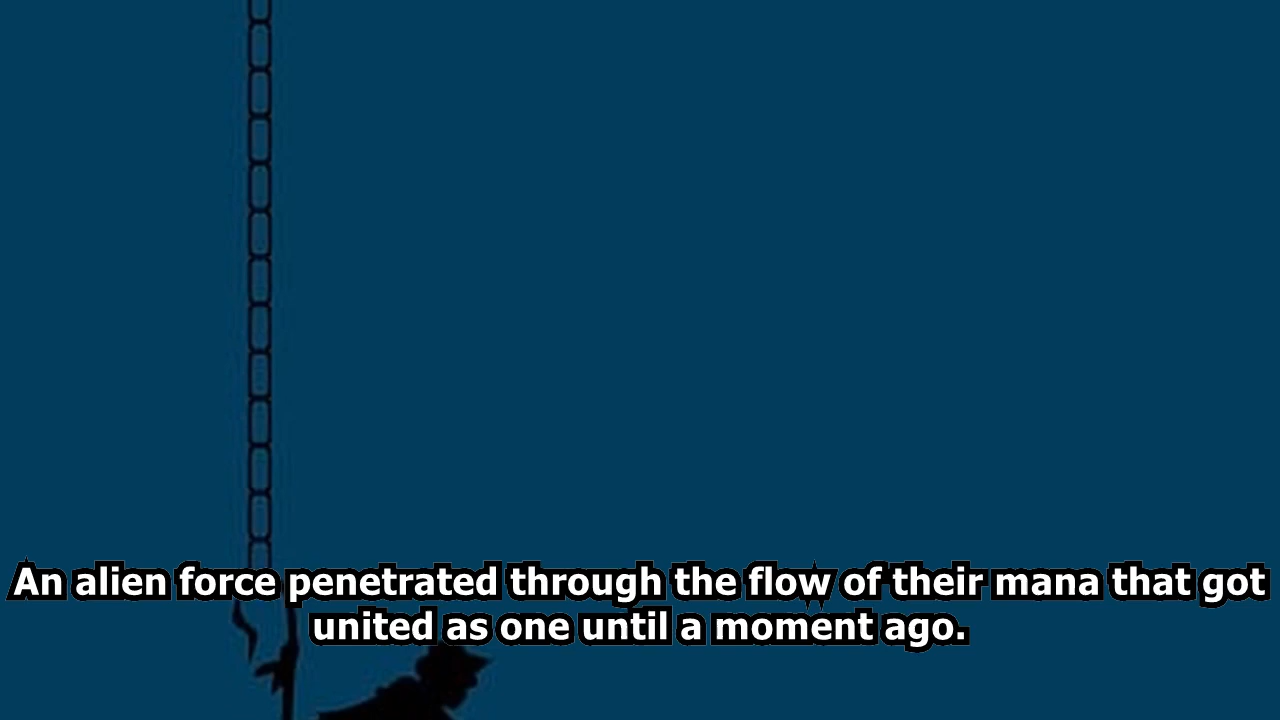 An alien force penetrated through the flow of their mana that got
united as one until a moment ago.